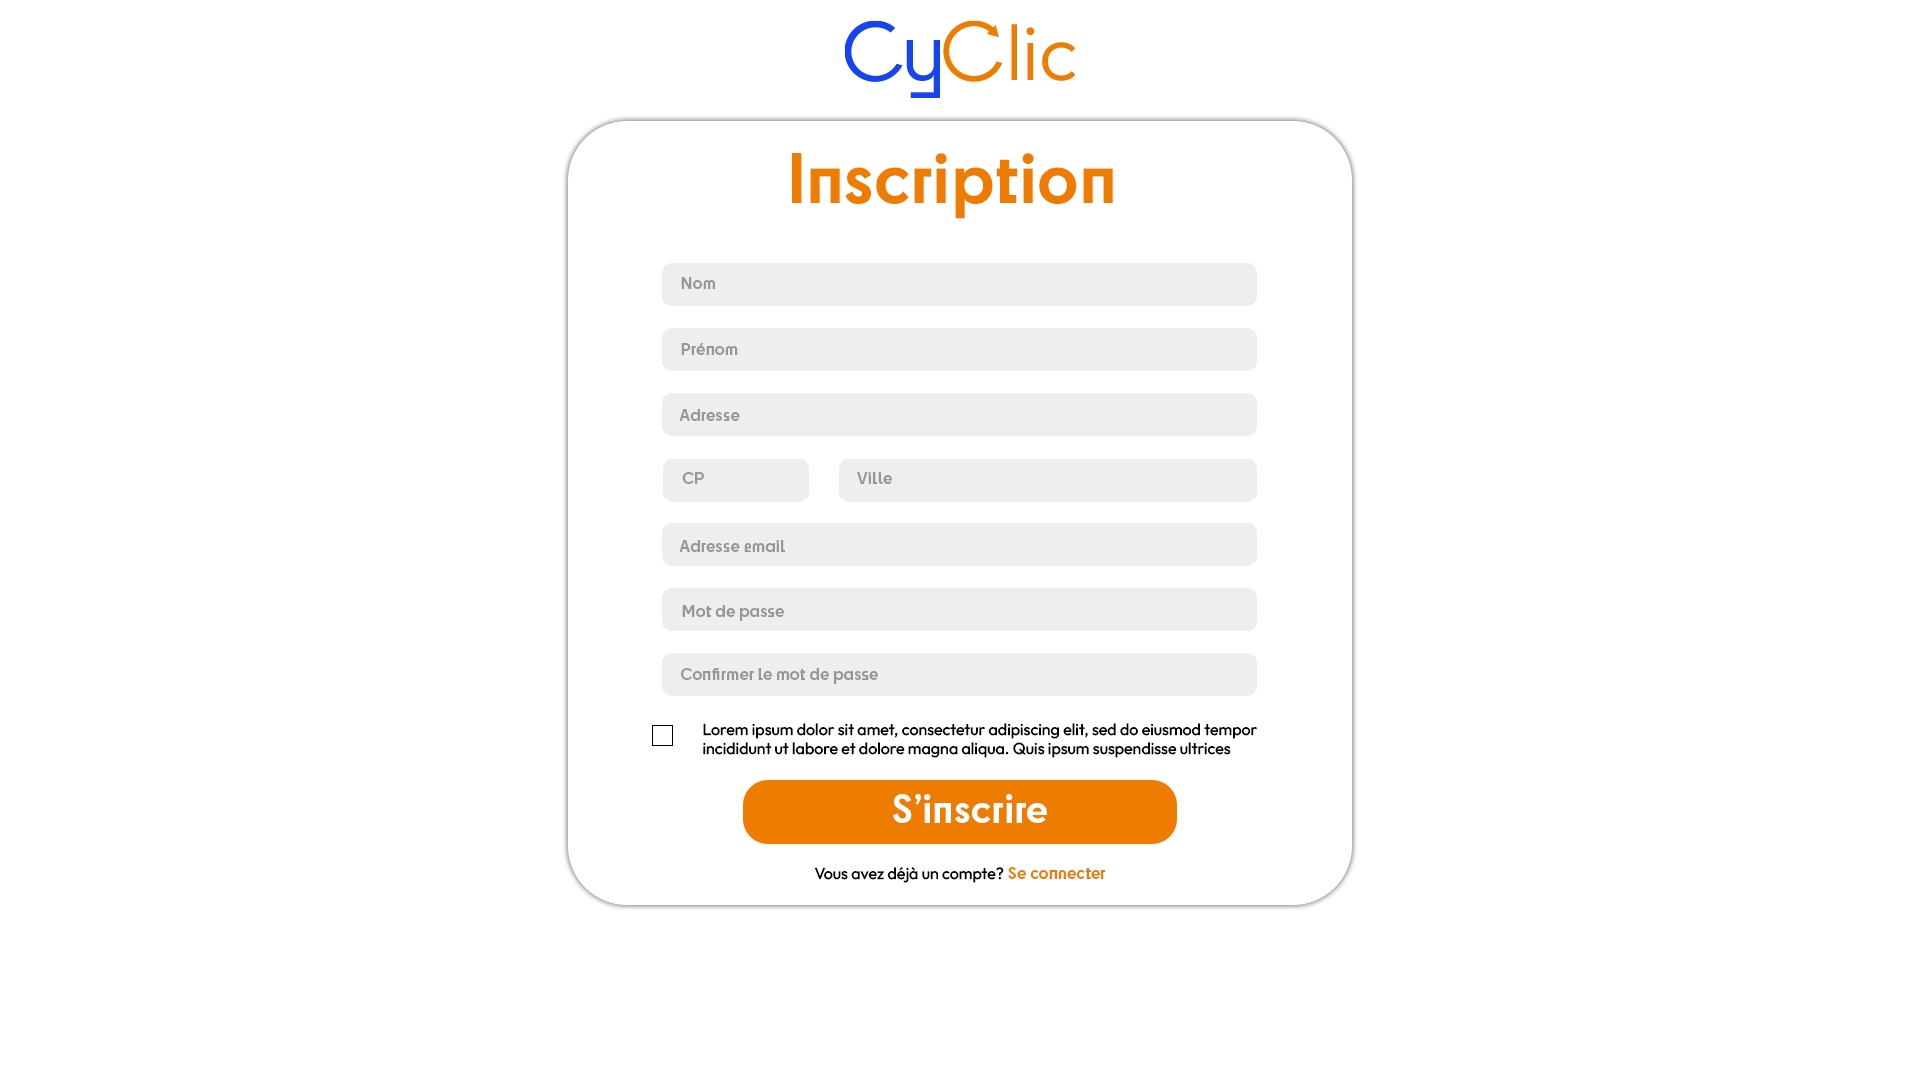 CyClic
Inscription
Nom
Prénom
Adresse
CP
Ville
Adresse email
Mot de passe
Confirmer le mot de passe
Lorem ipsum dolor sit amet, consectetur adipiscing elit, sed do eiusmod tempor
incididunt ut labore et dolore magna aliqua. Quis ipsum suspendisse ultrices
S'inscrire
Vous avez déjà un compte? Se connecter